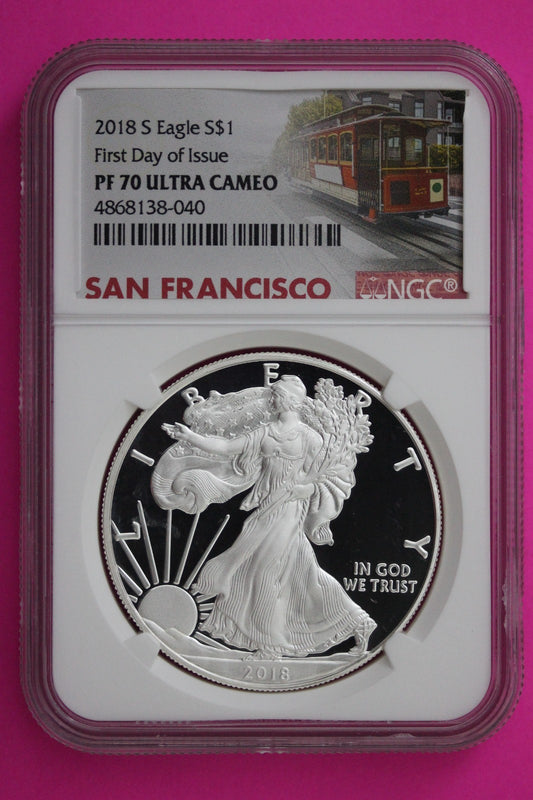 2018 S Eagle S$1
First Day of Issue
PF 70 ULTRA CAMEO
4868138-040
SAN FRANCISCO
NGC®
LIBERTY
IN GOD
WE TRUST
2018